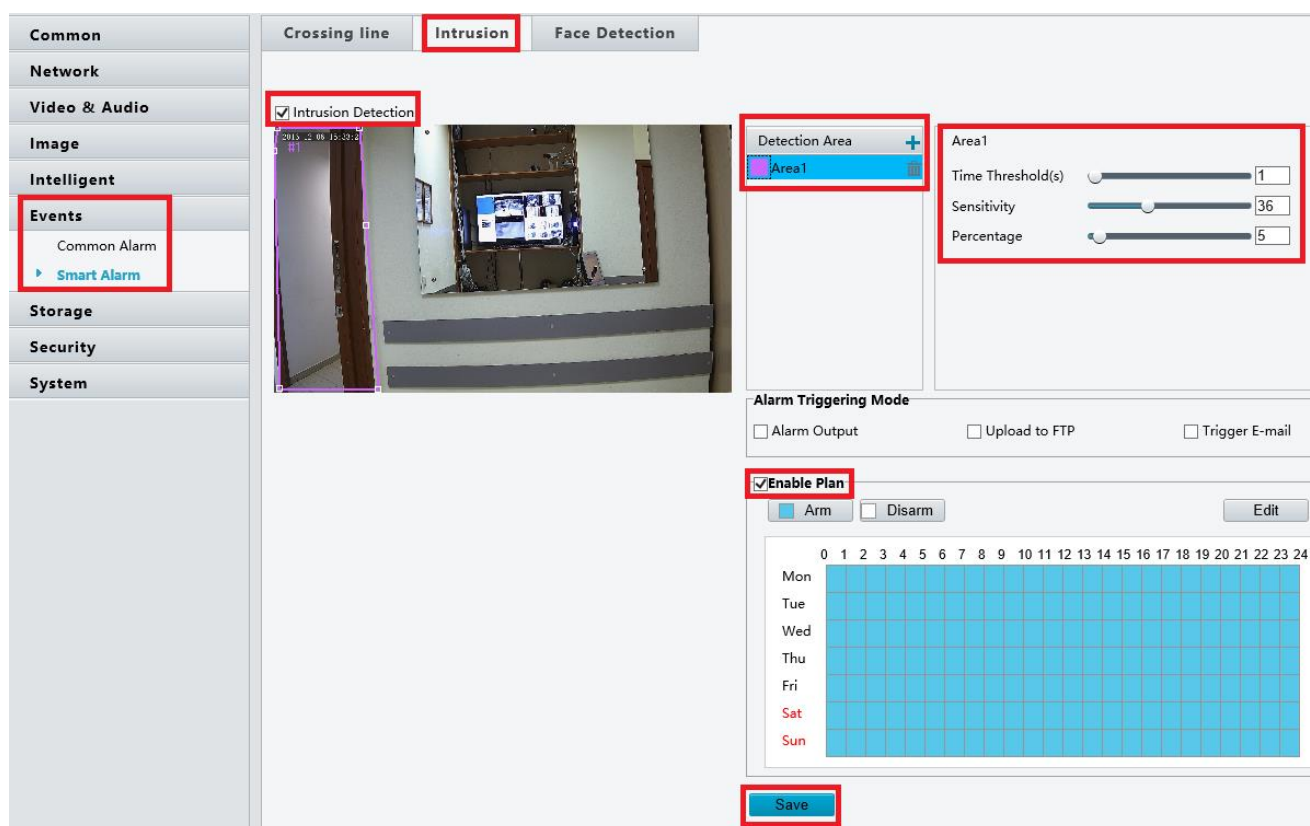 Common
Network
Video & Audio
Image
Intelligent
Events
Common Alarm
Smart Alarm
Storage
Security
System
Crossing line Intrusion Face Detection
Intrusion Detection
#1
Detection Area
Area1
Area1
Time Threshold(s) 1
Sensitivity 36
Percentage 5
Alarm Triggering Mode
Alarm Output Upload to FTP Trigger E-mail
Enable Plan
Arm Disarm Edit
0 1 2 3 4 5 6 7 8 9 10 11 12 13 14 15 16 17 18 19 20 21 22 23 24
Mon
Tue
Wed
Thu
Fri
Sat
Sun
Save